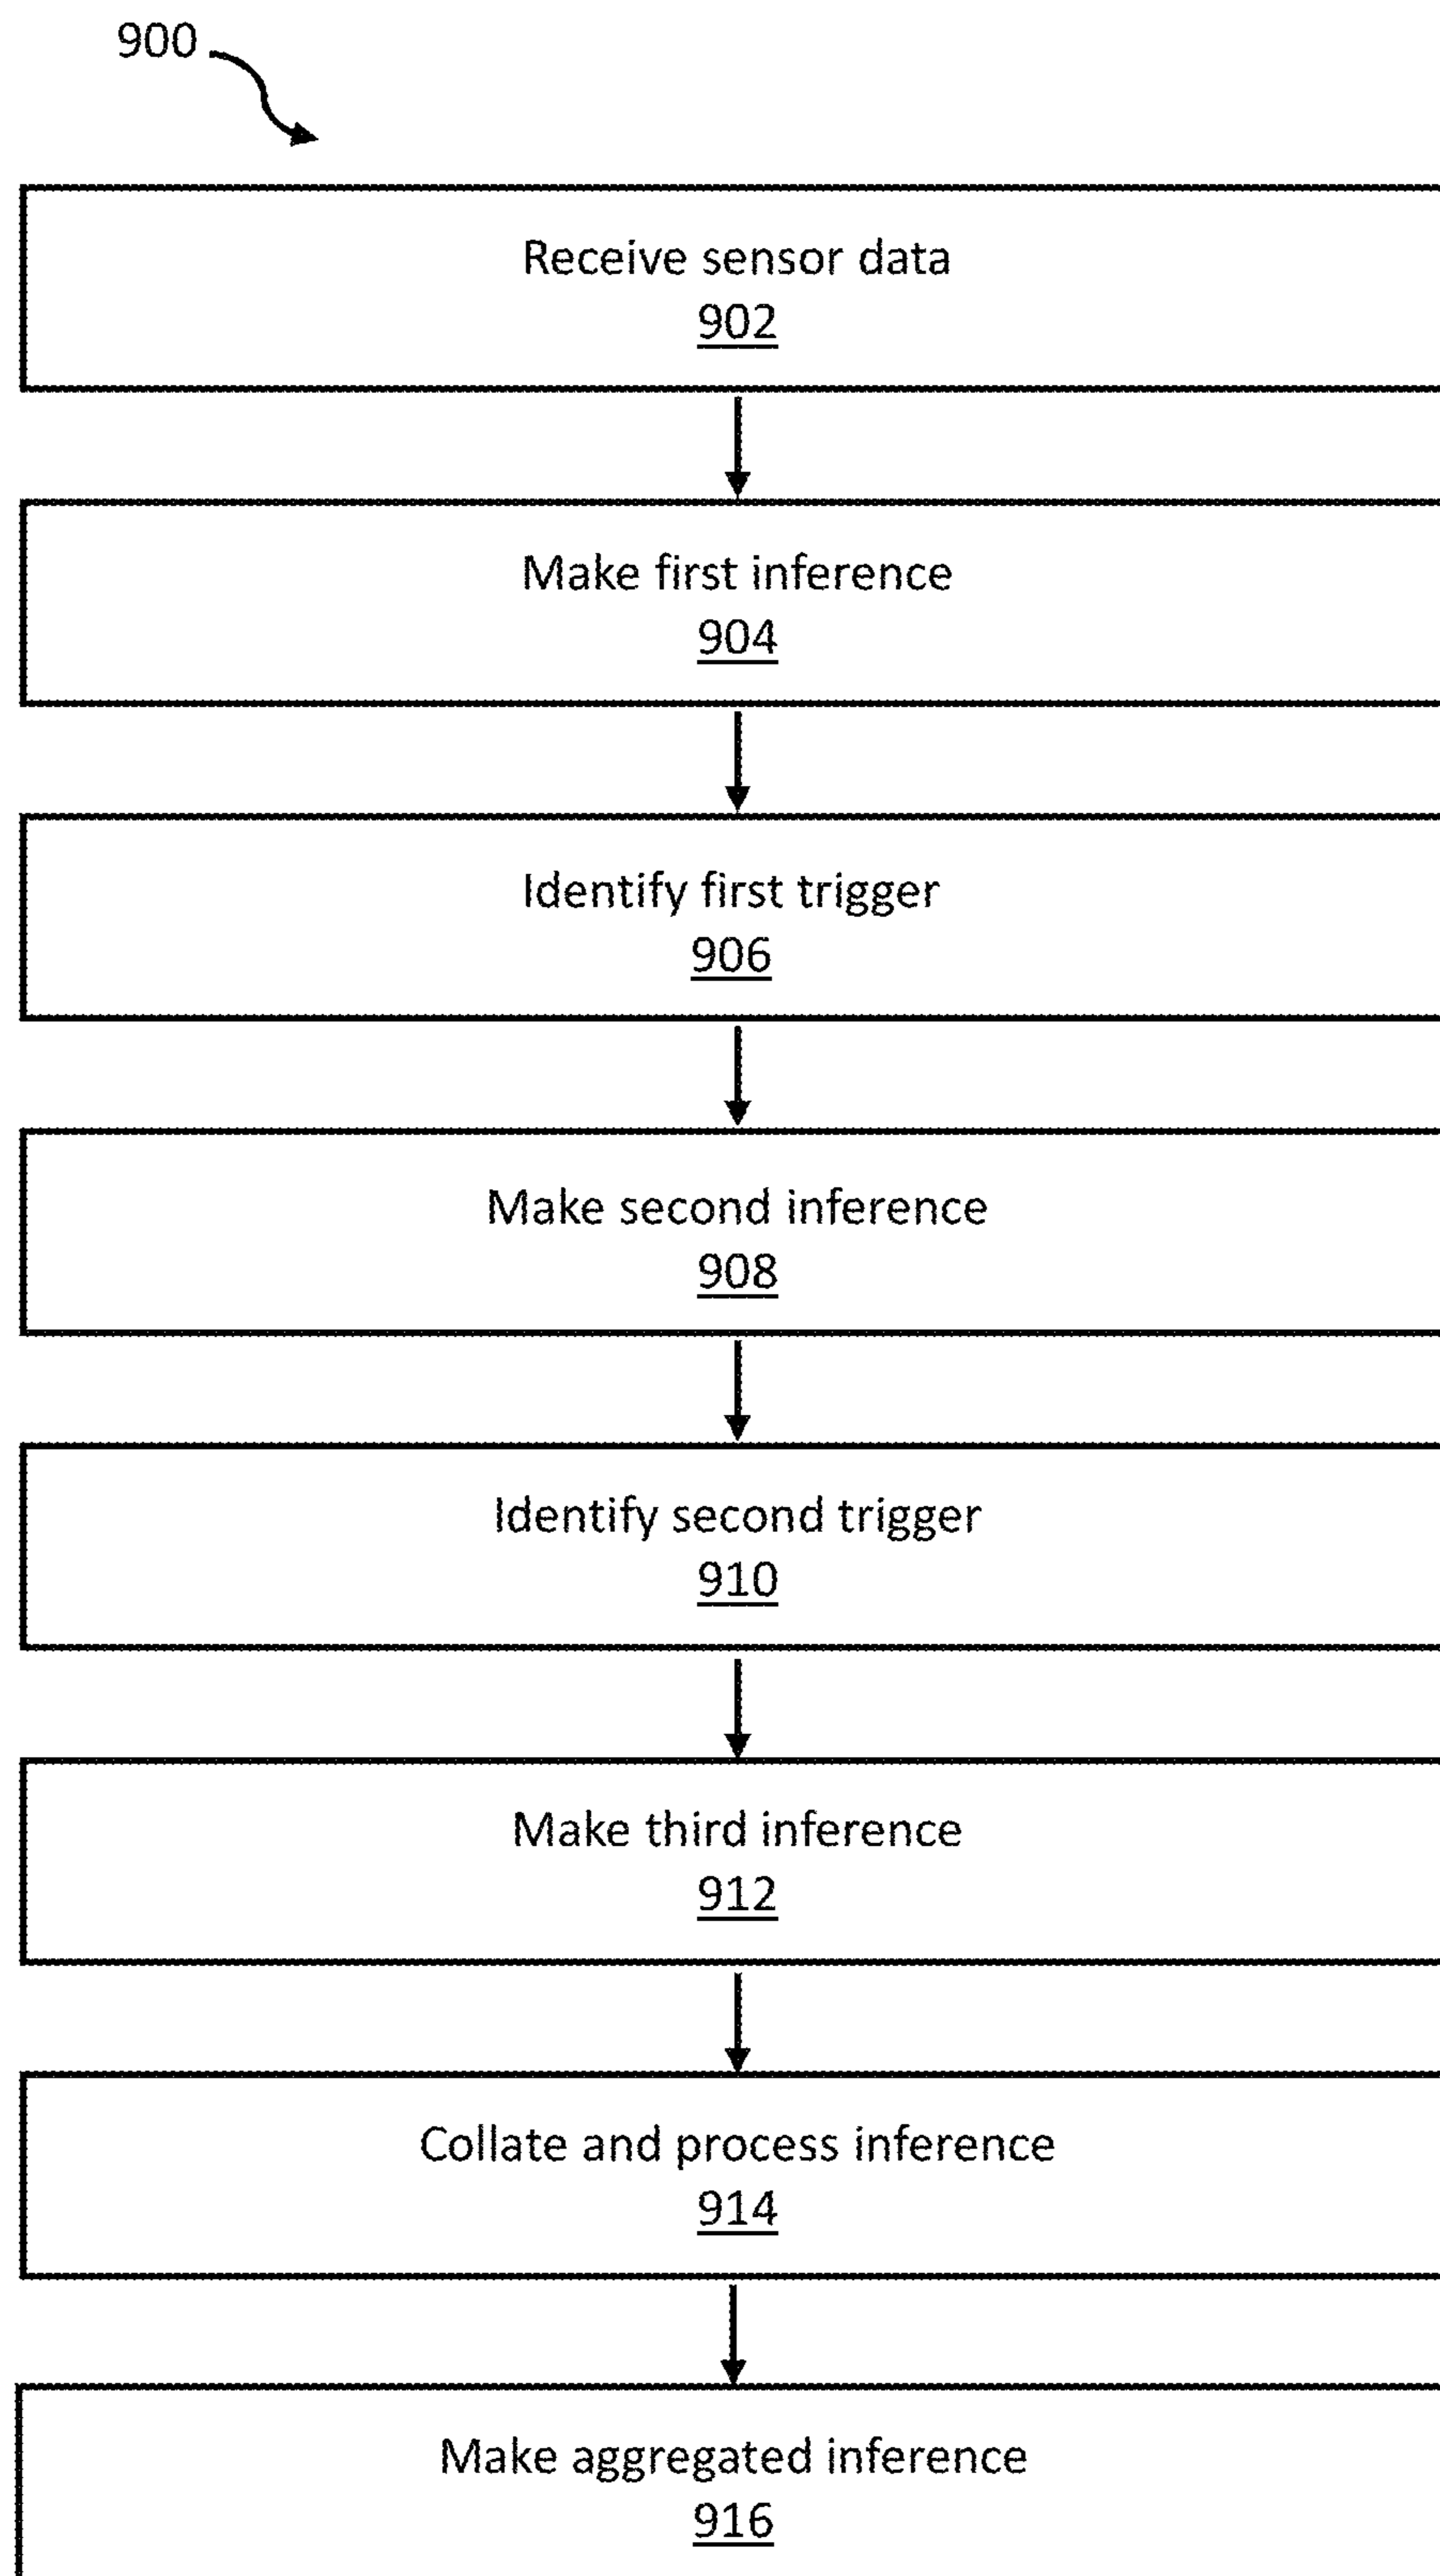 900
Receive sensor data
902
Make first inference
904
Identify first trigger
906
Make second inference
908
Identify second trigger
910
Make third inference
912
Collate and process inference
914
Make aggregated inference
916